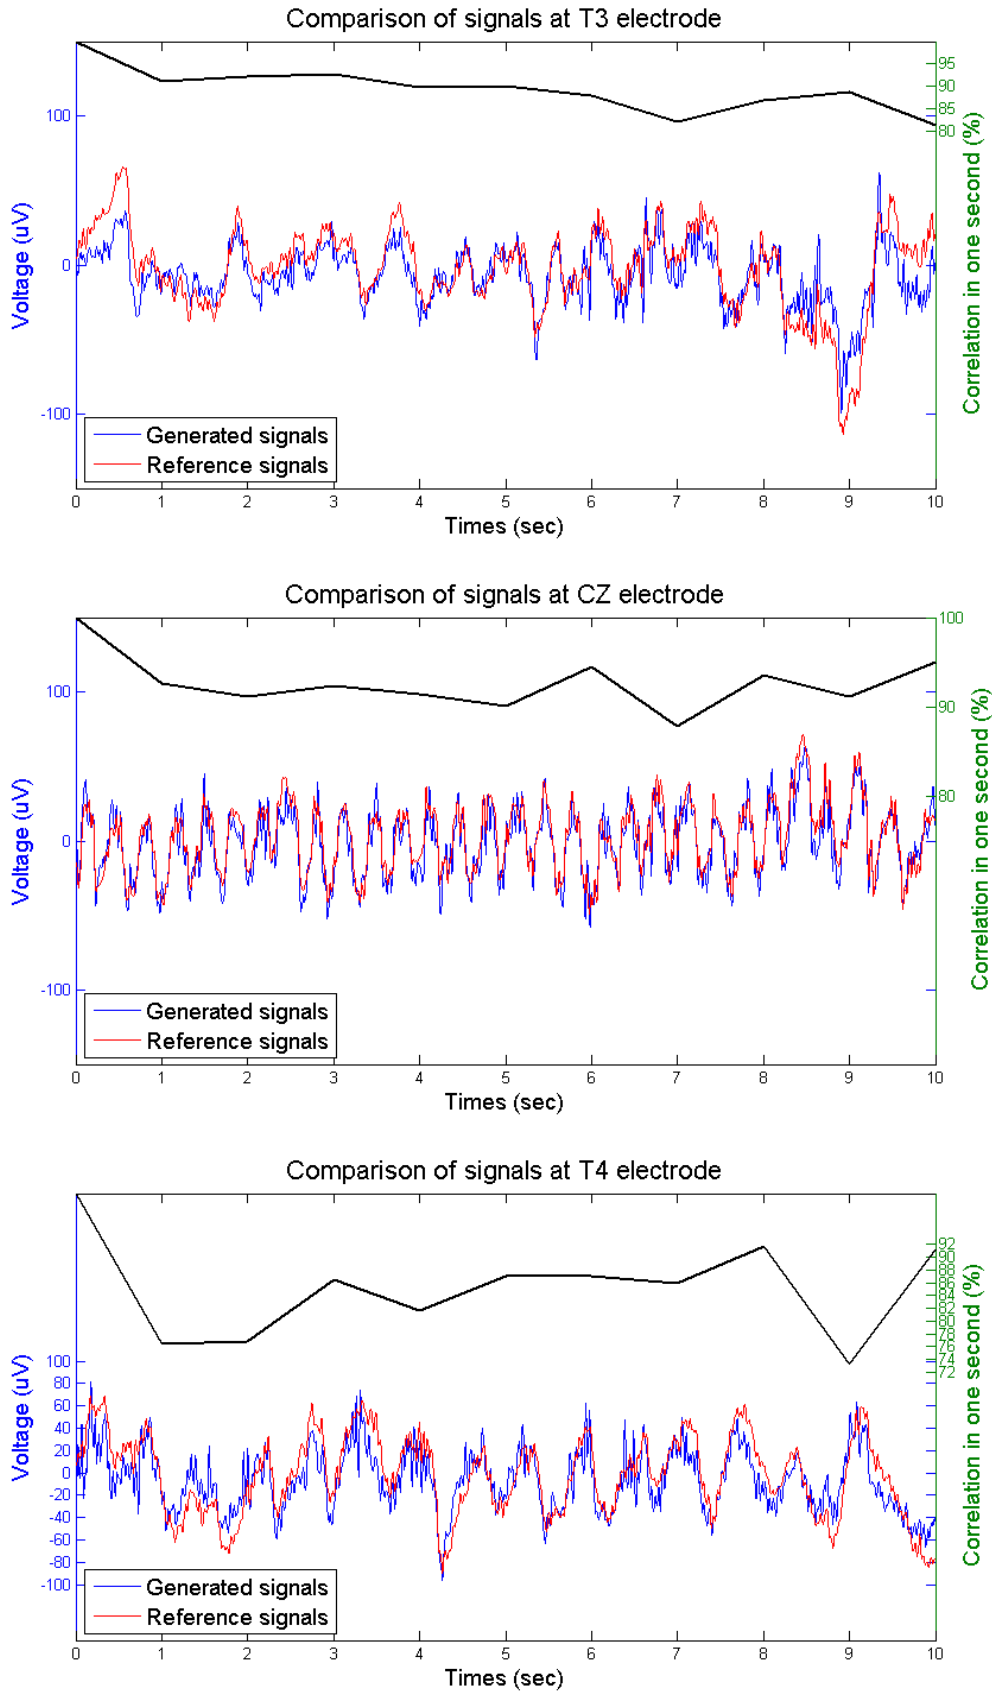 Comparison of signals at T3 electrode
100
0
-100
Voltage (uV)
95
90
85
80
Correlation in one second (%)
Generated signals
Reference signals
0 1 2 3 4 5 6 7 8 9 10
Times (sec)
Comparison of signals at CZ electrode
100
0
-100
Voltage (uV)
100
90
80
Correlation in one second (%)
Generated signals
Reference signals
0 1 2 3 4 5 6 7 8 9 10
Times (sec)
Comparison of signals at T4 electrode
100
80
60
40
20
0
-20
-40
-60
-80
-100
Voltage (uV)
92
90
88
86
84
82
80
78
76
74
72
Correlation in one second (%)
Generated signals
Reference signals
0 1 2 3 4 5 6 7 8 9 10
Times (sec)